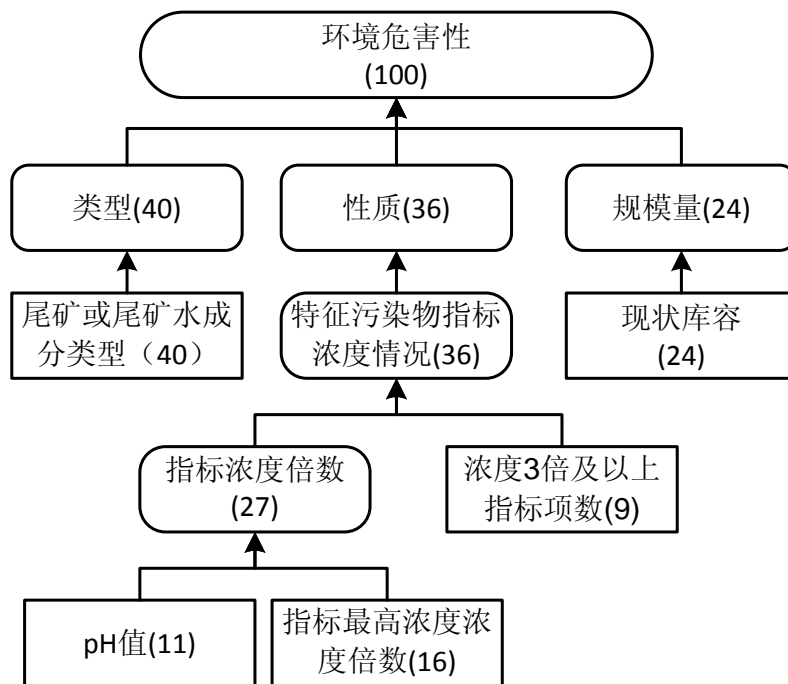 环境危害性
(100)
类型(40)
性质(36)
规模量(24)
尾矿或尾矿水成
分类型（40）
特征污染物指标
浓度情况(36)
现状库容
(24)
指标浓度倍数
(27)
浓度3倍及以上
指标项数(9)
pH值(11)
指标最高浓度浓
度倍数(16)